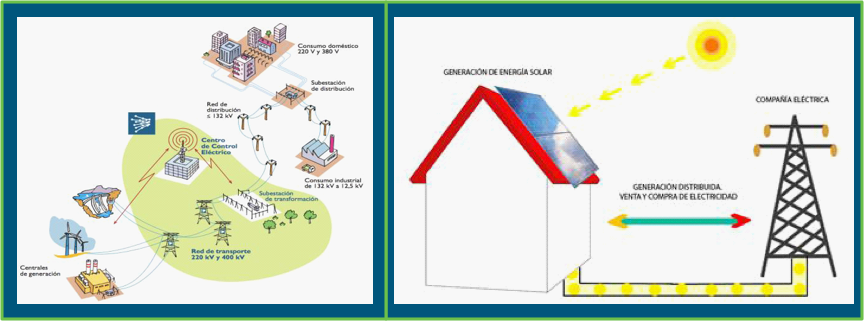 Consumo doméstico
220 V y 380 V
Subestación
de distribución
Red de
distribución
≤ 132 kV
Centro
de Control
Eléctrico
Consumo industrial
de 132 kV a 12,5 kV
Subestación
de transformación
Red de transporte
220 kV y 400 kV
Centrales
de generación
GENERACIÓN DE ENERGÍA SOLAR
COMPAÑÍA ELÉCTRICA
GENERACIÓN DISTRIBUIDA.
VENTA Y COMPRA DE ELECTRICIDAD